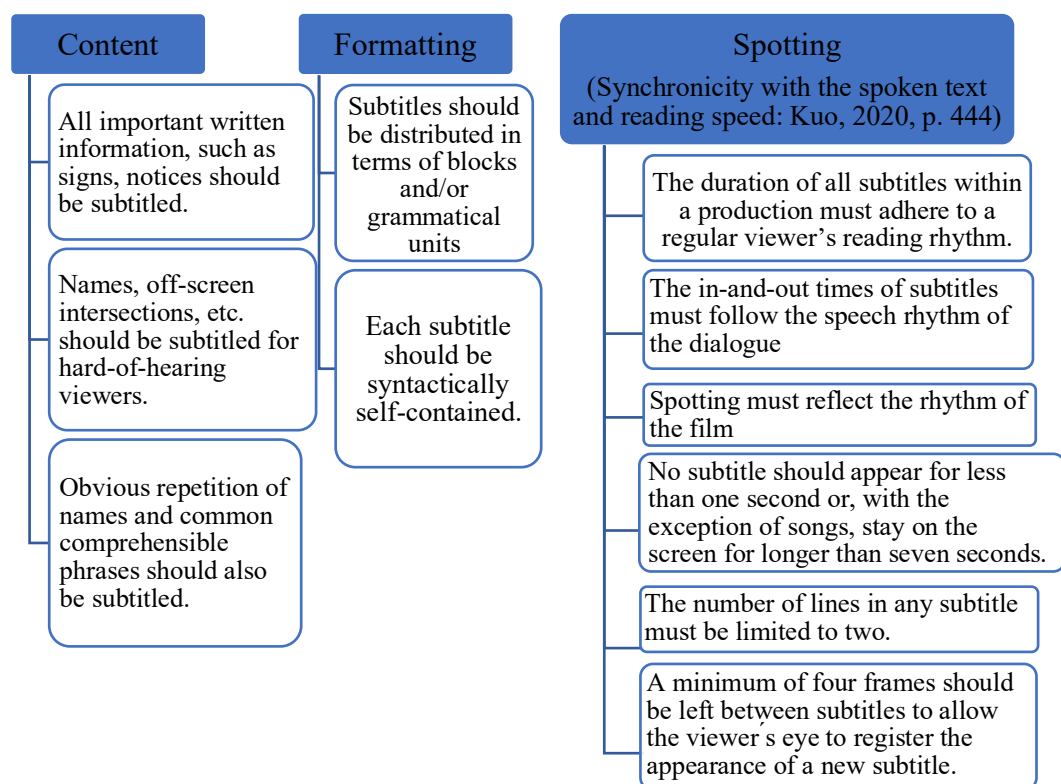 Content
All important written
information, such as
signs, notices should
be subtitled.
Names, off-screen
intersections, etc.
should be subtitled for
hard-of-hearing
viewers.
Obvious repetition of
names and common
comprehensible
phrases should also
be subtitled.
Formatting
Subtitles should
be distributed in
terms of blocks
and/or
grammatical
units
Each subtitle
should be
syntactically
self-contained.
Spotting
(Synchronicity with the spoken text
and reading speed: Kuo, 2020, p. 444)
The duration of all subtitles within
a production must adhere to a
regular viewer’s reading rhythm.
The in-and-out times of subtitles
must follow the speech rhythm of
the dialogue
Spotting must reflect the rhythm of
the film
No subtitle should appear for less
than one second or, with the
exception of songs, stay on the
screen for longer than seven seconds.
The number of lines in any subtitle
must be limited to two.
A minimum of four frames should
be left between subtitles to allow
the viewer´s eye to register the
appearance of a new subtitle.